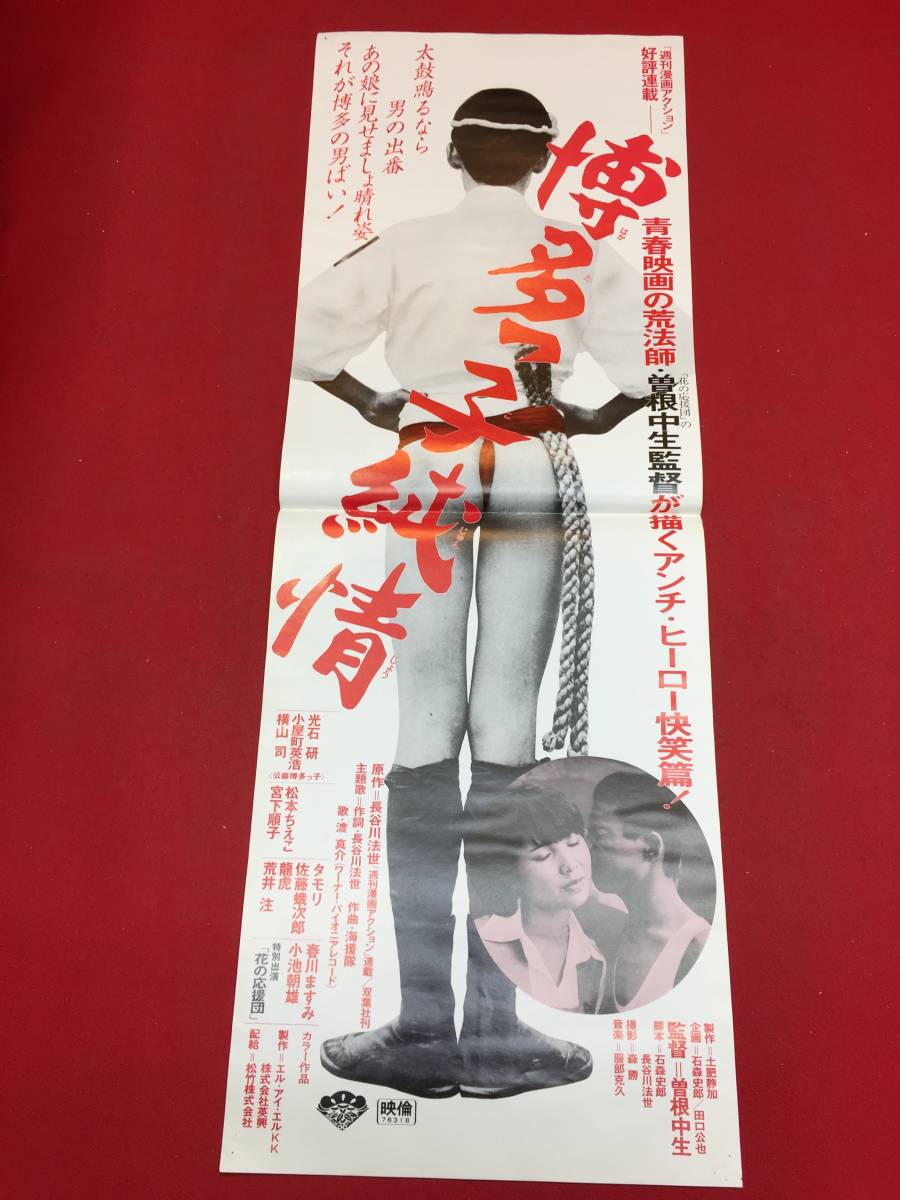 「週刊漫画アクション」
好評連載――
博多っ子純情
はか
た
こ
じゅん
じょう
青春映画の荒法師・曽根中生監督が描くアンチ・ヒーロー快笑篇!
「花の応援団」の
太鼓鳴るなら
男の出番
あの娘に見せましょ晴れ姿
それが博多の男ばい!
光石 研
小屋町英浩
横山 司
〈公募博多っ子〉
松本ちえこ
宮下順子
タモリ
佐藤蛾次郎
龍虎
荒井 注
春川ますみ
小池朝雄
特別出演
「花の応援団」
原作=長谷川法世「週刊漫画アクション」連載/双葉社刊
主題歌=作詞・長谷川法世 作曲・海援隊
歌・渡 真介(ワーナー・パイオニアレコード)
製作=土肥静加
企画=石森史郎/田口公也
監督=曽根中生
脚本=石森史郎
長谷川法世
撮影=森 勝
音楽=服部克久
カラー作品
製作=エル・アイ・エルKK
株式会社英興
配給=松竹株式会社
映倫
78318